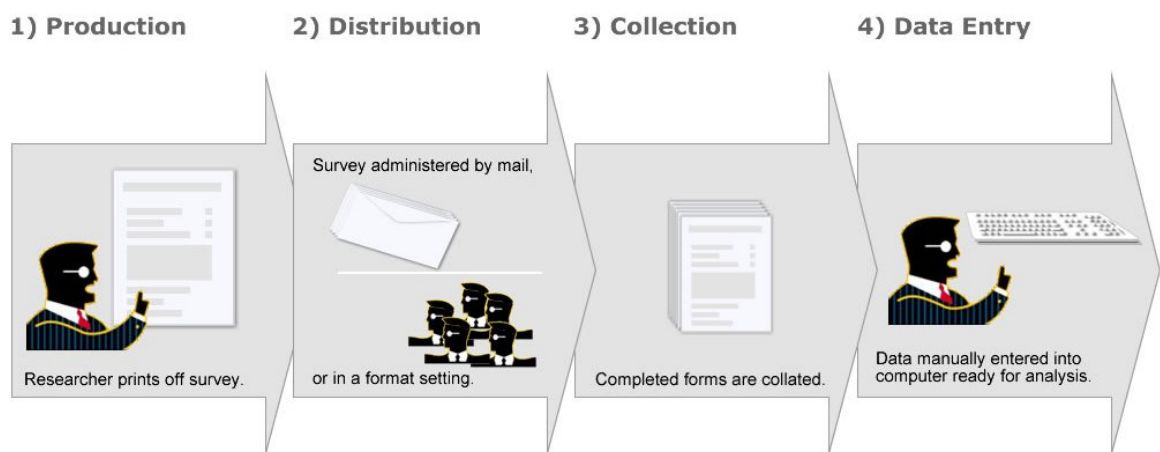 1) Production
2) Distribution
3) Collection
4) Data Entry
Researcher prints off survey.
Survey administered by mail,
or in a format setting.
Completed forms are collated.
Data manually entered into
computer ready for analysis.